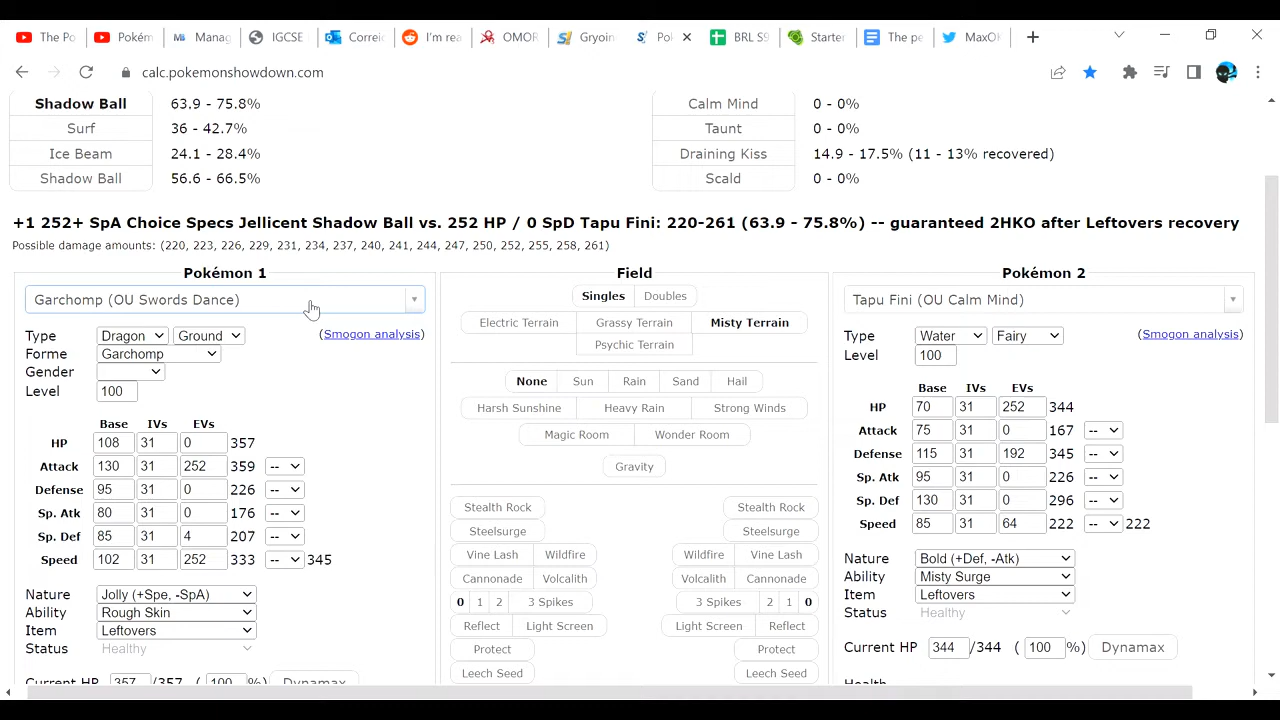 The Po
Pokém
Manag
IGCSE
Correi
I'm rea
OMOR
Gryoin
Pol
BRL S9
Starter
The pe
MaxOK
calc.pokemonshowdown.com
Shadow Ball 63.9 - 75.8% Calm Mind 0 - 0%
Surf 36 - 42.7% Taunt 0 - 0%
Ice Beam 24.1 - 28.4% Draining Kiss 14.9 - 17.5% (11 - 13% recovered)
Shadow Ball 56.6 - 66.5% Scald 0 - 0%
+1 252+ SpA Choice Specs Jellicent Shadow Ball vs. 252 HP / 0 SpD Tapu Fini: 220-261 (63.9 - 75.8%) -- guaranteed 2HKO after Leftovers recovery
Possible damage amounts: (220, 223, 226, 229, 231, 234, 237, 240, 241, 244, 247, 250, 252, 255, 258, 261)
Pokémon 1
Garchomp (OU Swords Dance)
Type Dragon Ground (Smogon analysis)
Forme Garchomp
Gender
Level 100
Base IVs EVs
HP 108 31 0 357
Attack 130 31 252 359 --
Defense 95 31 0 226 --
Sp. Atk 80 31 0 176 --
Sp. Def 85 31 4 207 --
Speed 102 31 252 333 -- 345
Nature Jolly (+Spe, -SpA)
Ability Rough Skin
Item Leftovers
Status Healthy
Current HP 357/357 ( 100 %) Dynamax
Field
Singles Doubles
Electric Terrain Grassy Terrain Misty Terrain
Psychic Terrain
None Sun Rain Sand Hail
Harsh Sunshine Heavy Rain Strong Winds
Magic Room Wonder Room
Gravity
Stealth Rock Stealth Rock
Steelsurge Steelsurge
Vine Lash Wildfire Wildfire Vine Lash
Cannonade Volcalith Volcalith Cannonade
0 1 2 3 Spikes 3 Spikes 2 1 0
Reflect Light Screen Light Screen Reflect
Protect Protect
Leech Seed Leech Seed
Pokémon 2
Tapu Fini (OU Calm Mind)
Type Water Fairy (Smogon analysis)
Level 100
Base IVs EVs
HP 70 31 252 344
Attack 75 31 0 167 --
Defense 115 31 192 345 --
Sp. Atk 95 31 0 226 --
Sp. Def 130 31 0 296 --
Speed 85 31 64 222 -- 222
Nature Bold (+Def, -Atk)
Ability Misty Surge
Item Leftovers
Status Healthy
Current HP 344 /344 ( 100 %) Dynamax
Health